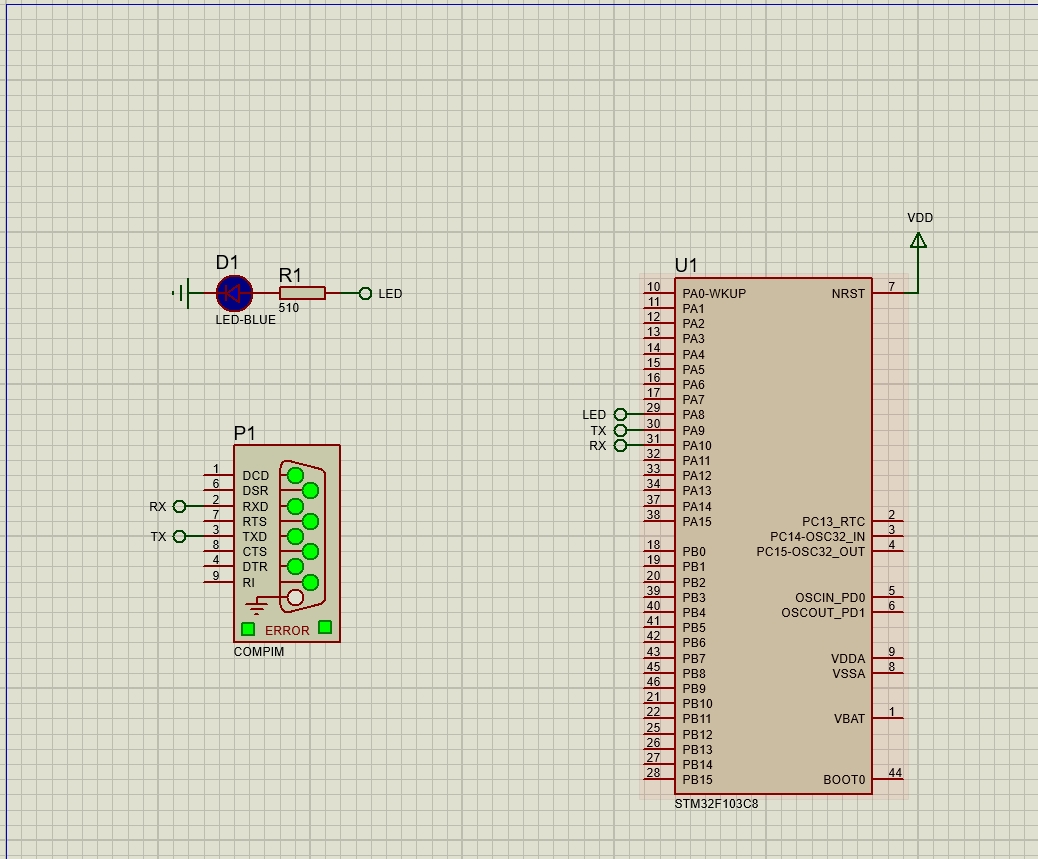 VDD
D1
R1
LED
510
LED-BLUE
P1
1 DCD
6 DSR
RX 2 RXD
7 RTS
TX 3 TXD
8 CTS
4 DTR
9 RI
ERROR
COMPIM
U1
10 PA0-WKUP
11 PA1
12 PA2
13 PA3
14 PA4
15 PA5
16 PA6
17 PA7
LED 29 PA8
TX 30 PA9
RX 31 PA10
32 PA11
33 PA12
34 PA13
37 PA14
38 PA15
18 PB0
19 PB1
20 PB2
39 PB3
40 PB4
41 PB5
42 PB6
43 PB7
45 PB8
46 PB9
21 PB10
22 PB11
25 PB12
26 PB13
27 PB14
28 PB15
NRST 7
PC13_RTC 2
PC14-OSC32_IN 3
PC15-OSC32_OUT 4
OSCIN_PD0 5
OSCOUT_PD1 6
VDDA 9
VSSA 8
VBAT 1
BOOT0 44
STM32F103C8